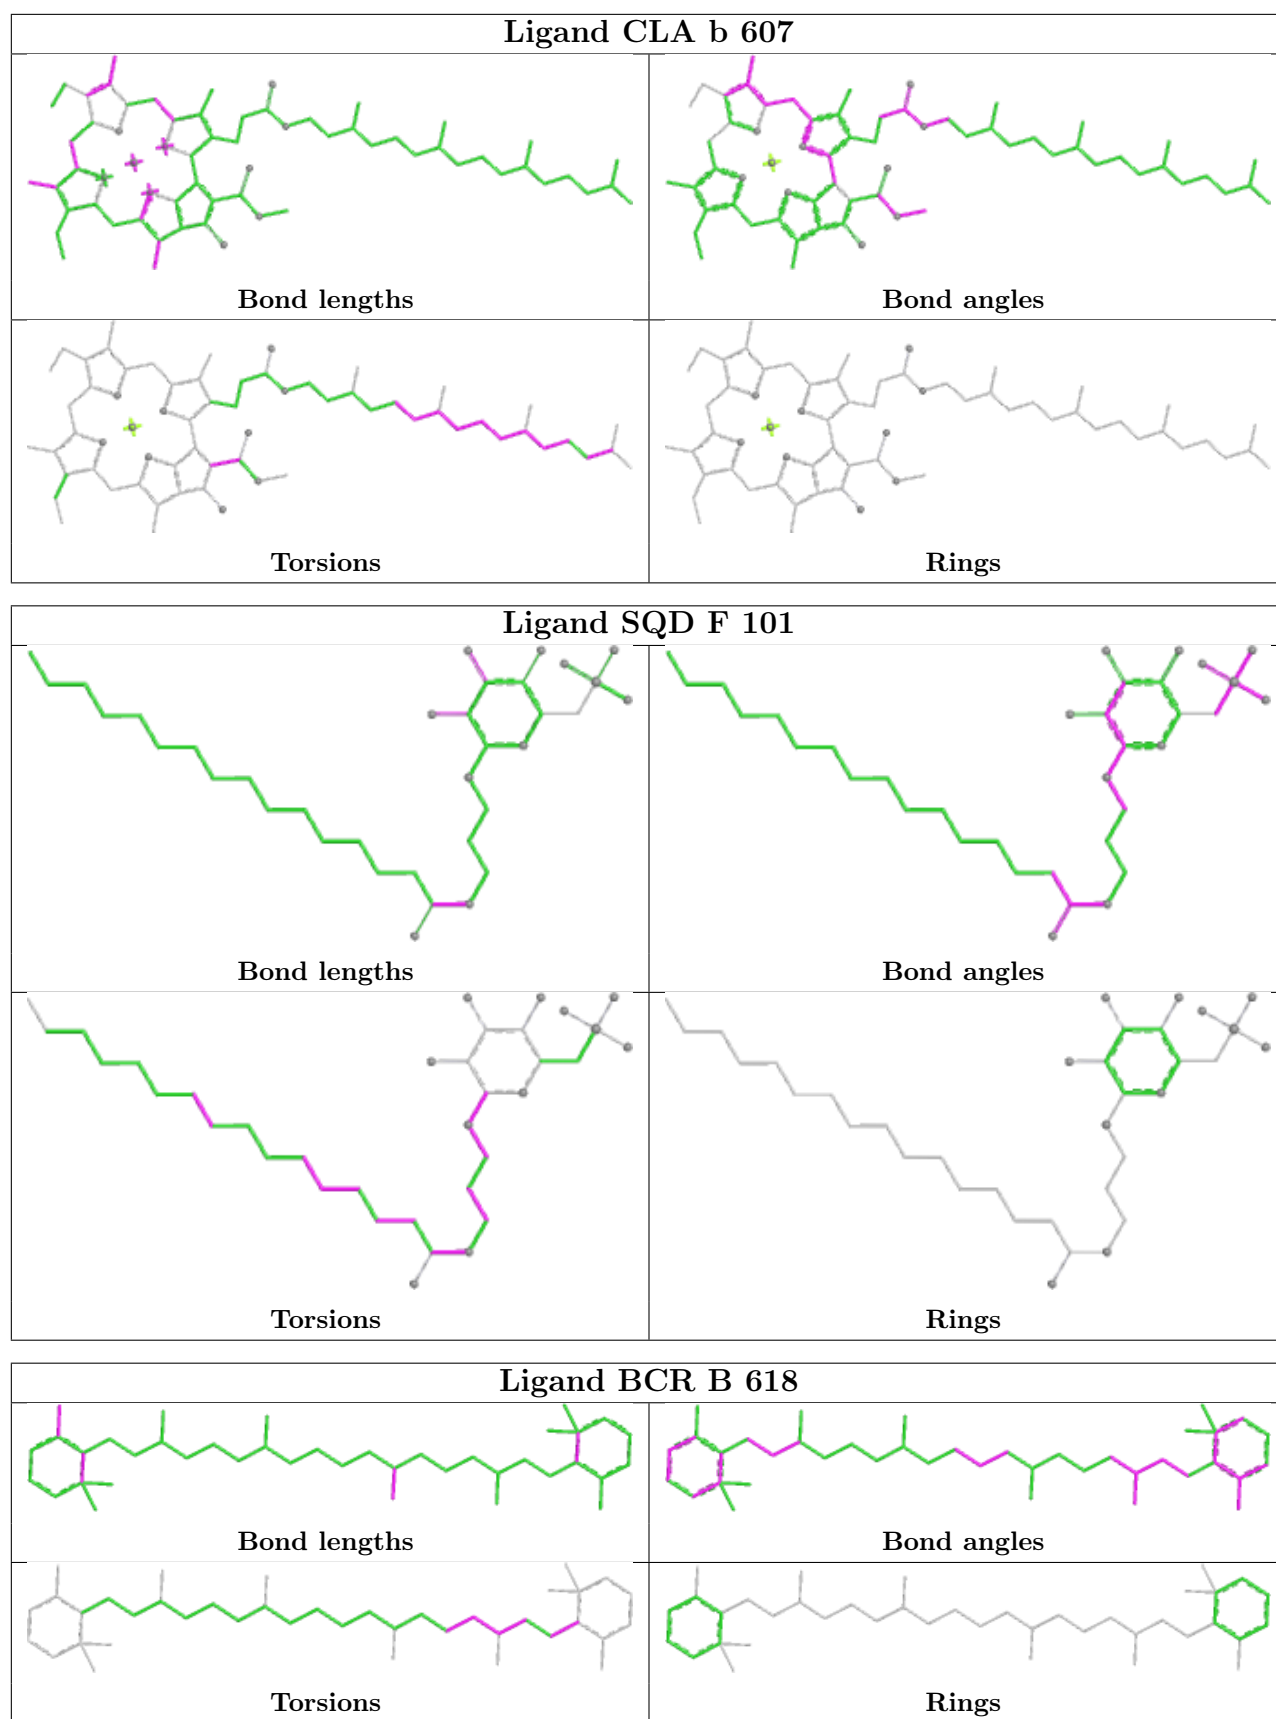 Ligand CLA b 607
Bond lengths
Bond angles
Torsions
Rings
Ligand SQD F 101
Bond lengths
Bond angles
Torsions
Rings
Ligand BCR B 618
Bond lengths
Bond angles
Torsions
Rings